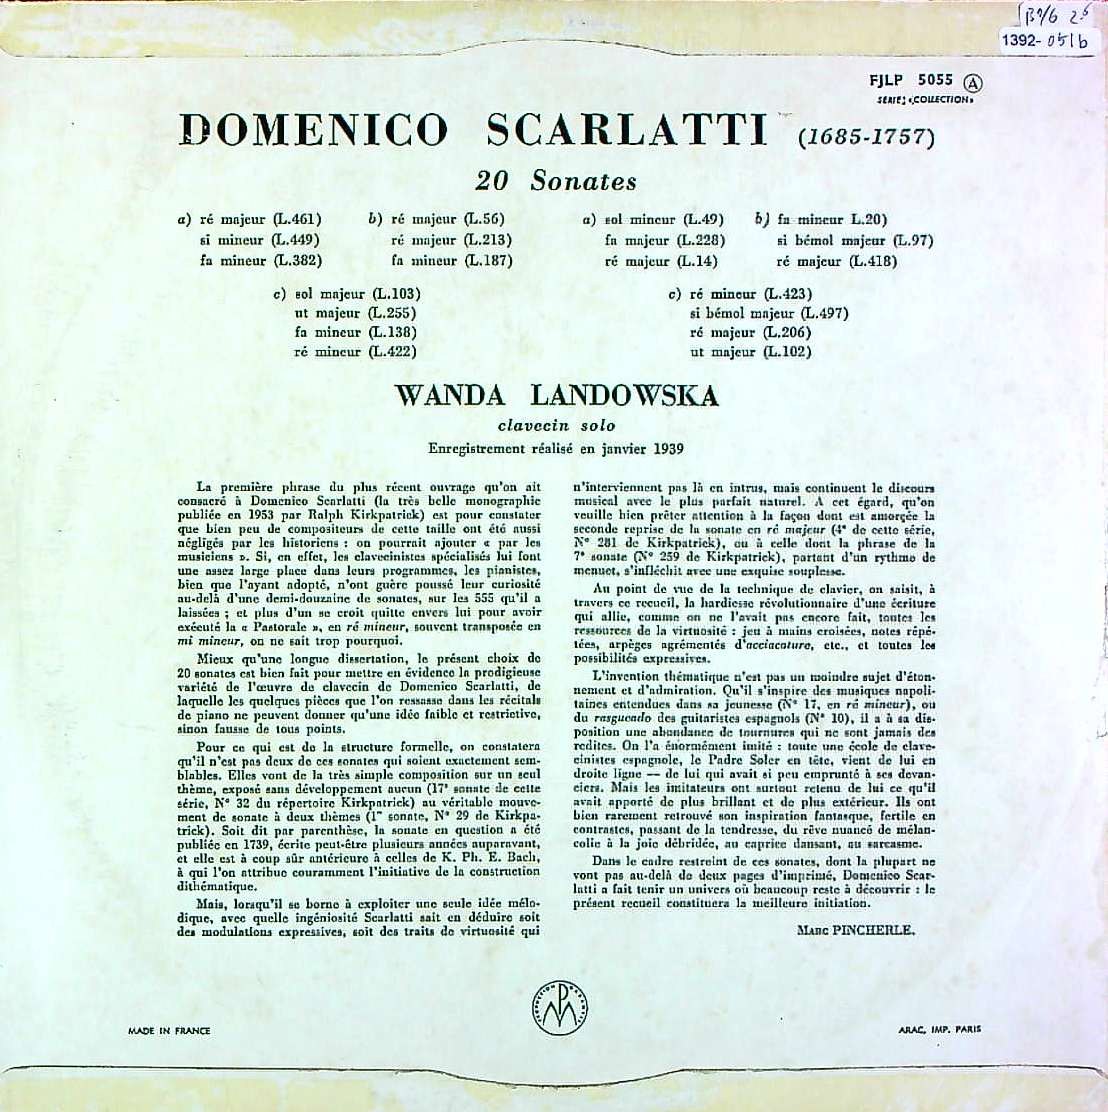 1392-051b
FJLP 5055 A
SÉRIE: «COLLECTION»
DOMENICO SCARLATTI (1685-1757)
20 Sonates
a) ré majeur (L.461)
si mineur (L.449)
fa mineur (L.382)
b) ré majeur (L.56)
ré majeur (L.213)
fa mineur (L.187)
c) sol majeur (L.103)
ut majeur (L.255)
fa mineur (L.138)
ré mineur (L.422)
a) sol mineur (L.49)
fa majeur (L.228)
ré majeur (L.14)
b) fa mineur L.20)
si bémol majeur (L.97)
ré majeur (L.418)
c) ré mineur (L.423)
si bémol majeur (L.497)
ré majeur (L.206)
ut majeur (L.102)
WANDA LANDOWSKA
clavecin solo
Enregistrement réalisé en janvier 1939
La première phrase du plus récent ouvrage qu'on ait
consacré à Domenico Scarlatti (la très belle monographie
publiée en 1953 par Ralph Kirkpatrick) est pour constater
que bien peu de compositeurs de cette taille ont été aussi
négligés par les historiens : on pourrait ajouter « par les
musiciens ». Si, en effet, les clavecinistes spécialisés lui font
une assez large place dans leurs programmes, les pianistes,
bien que l'ayant adopté, n'ont guère poussé leur curiosité
au-delà d'une demi-douzaine de sonates, sur les 555 qu'il a
laissées ; et plus d'un se croit quitte envers lui pour avoir
exécuté la « Pastorale », en ré mineur, souvent transposée en
mi mineur, on ne sait trop pourquoi.
Mieux qu'une longue dissertation, le présent choix de
20 sonates est bien fait pour mettre en évidence la prodigieuse
variété de l'œuvre de clavecin de Domenico Scarlatti, de
laquelle les quelques pièces que l'on ressasse dans les récitals
de piano ne peuvent donner qu'une idée faible et restrictive,
sinon fausse de tous points.
Pour ce qui est de la structure formelle, on constatera
qu'il n'est pas deux de ces sonates qui soient exactement sem-
blables. Elles vont de la très simple composition sur un seul
thème, exposé sans développement aucun (17e sonate de cette
série, N° 32 du répertoire Kirkpatrick) au véritable mouve-
ment de sonate à deux thèmes (1re sonate, N° 29 de Kirkpa-
trick). Soit dit par parenthèse, la sonate en question a été
publiée en 1739, écrite peut-être plusieurs années auparavant,
et elle est à coup sûr antérieure à celles de K. Ph. E. Bach,
à qui l'on attribue couramment l'initiative de la construction
dithématique.
Mais, lorsqu'il se borne à exploiter une seule idée mélo-
dique, avec quelle ingéniosité Scarlatti sait en déduire soit
des modulations expressives, soit des traits de virtuosité qui
n'interviennent pas là en intrus, mais continuent le discours
musical avec le plus parfait naturel. A cet égard, qu'on
veuille bien prêter attention à la façon dont est amorcée la
seconde reprise de la sonate en ré majeur (4e de cette série,
N° 281 de Kirkpatrick), ou à celle dont la phrase de la
7e sonate (N° 259 de Kirkpatrick), partant d'un rythme de
menuet, s'infléchit avec une exquise souplesse.
Au point de vue de la technique de clavier, on saisit, à
travers ce recueil, la hardiesse révolutionnaire d'une écriture
qui allie, comme on ne l'avait pas encore fait, toutes les
ressources de la virtuosité : jeu à mains croisées, notes répé-
tées, arpèges agrémentés d'acciacature, etc., et toutes les
possibilités expressives.
L'invention thématique n'est pas un moindre sujet d'éton-
nement et d'admiration. Qu'il s'inspire des musiques napoli-
taines entendues dans sa jeunesse (N° 17, en ré mineur), ou
du rasgueado des guitaristes espagnols (N° 10), il a à sa dis-
position une abondance de tournures qui ne sont jamais des
redites. On l'a énormément imité : toute une école de clave-
cinistes espagnole, le Padre Soler en tête, vient de lui en
droite ligne — de lui qui avait si peu emprunté à ses devan-
ciers. Mais les imitateurs ont surtout retenu de lui ce qu'il
avait apporté de plus brillant et de plus extérieur. Ils ont
bien rarement retrouvé son inspiration fantasque, fertile en
contrastes, passant de la tendresse, du rêve nuancé de mélan-
colie à la joie débridée, au caprice dansant, au sarcasme.
Dans le cadre restreint de ces sonates, dont la plupart ne
vont pas au-delà de deux pages d'imprimé, Domenico Scar-
latti a fait tenir un univers où beaucoup reste à découvrir : le
présent recueil constituera la meilleure initiation.
MARC PINCHERLE.
MADE IN FRANCE
ARAC, IMP. PARIS